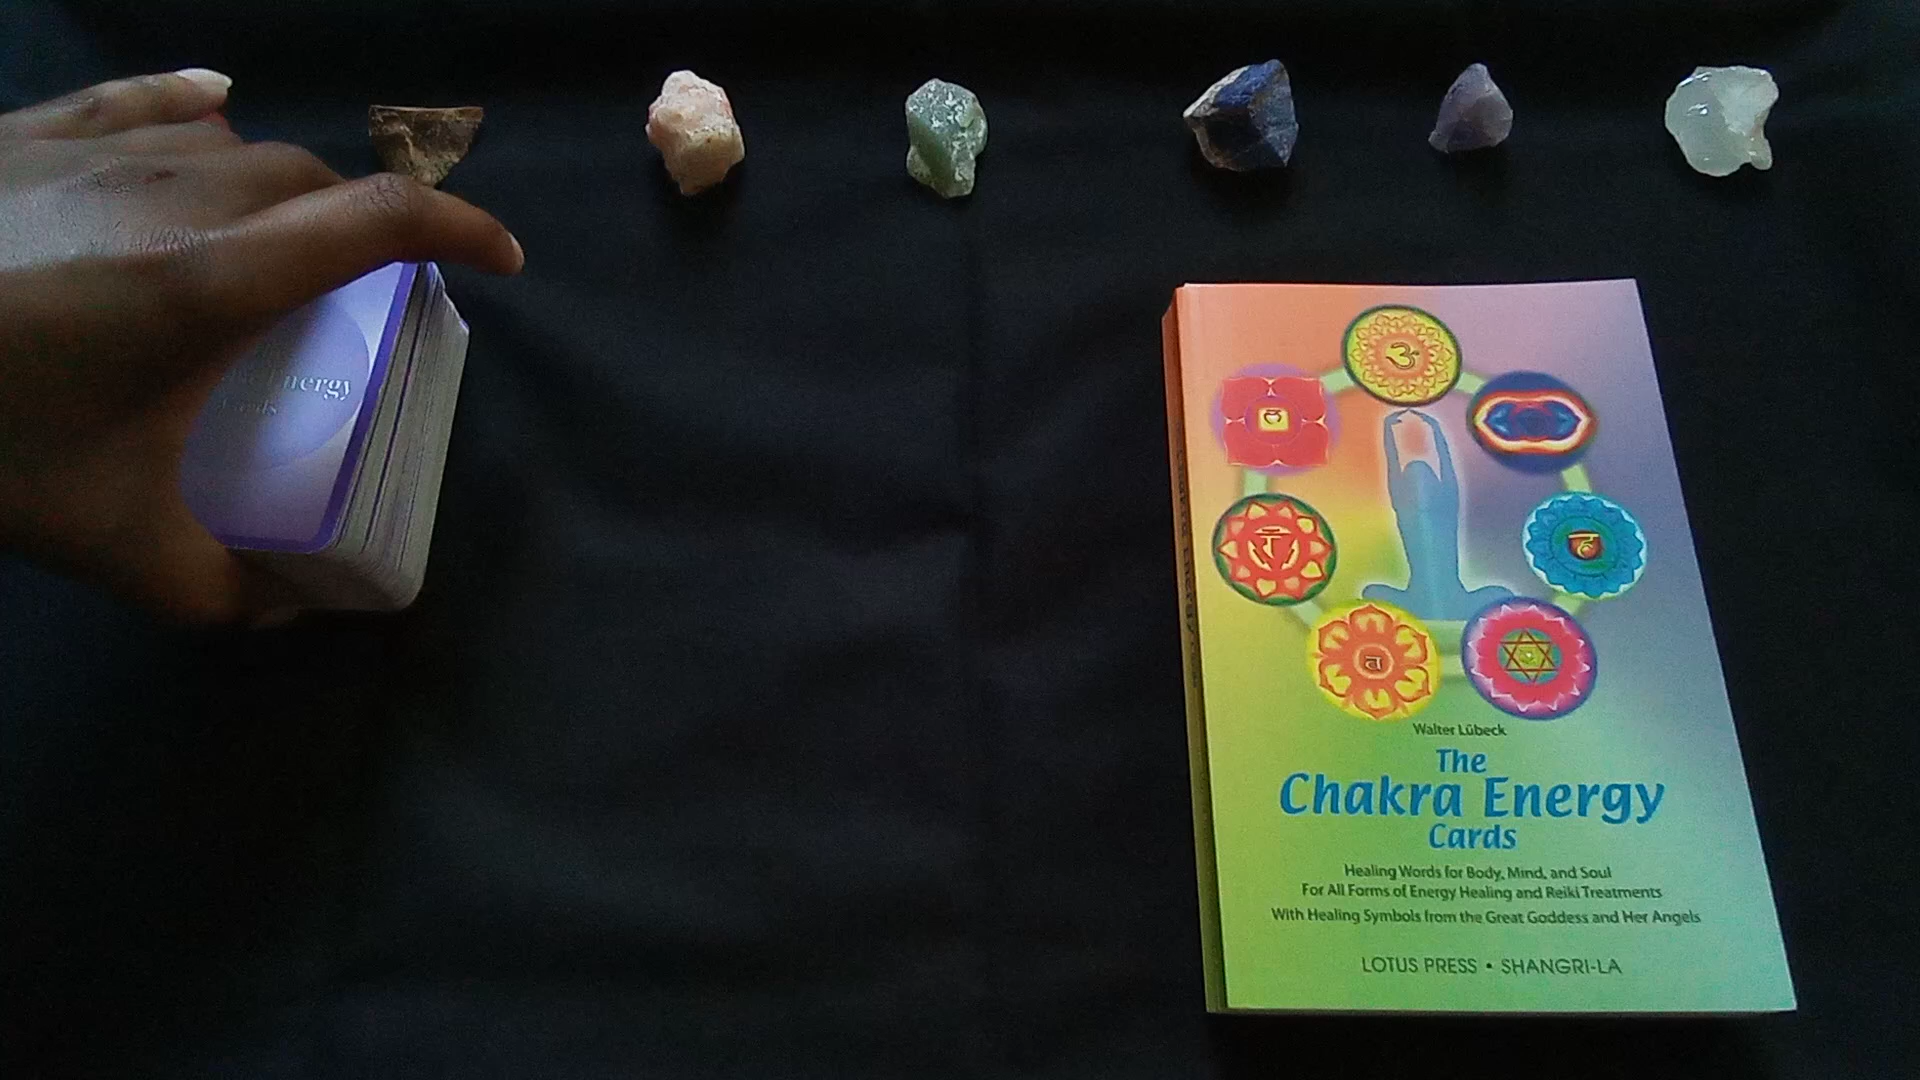 Energy
Walter Lübeck
The
Chakra Energy
Cards
Healing Words for Body, Mind, and Soul
For All Forms of Energy Healing and Reiki Treatments
With Healing Symbols from the Great Goddess and Her Angels
LOTUS PRESS • SHANGRI-LA